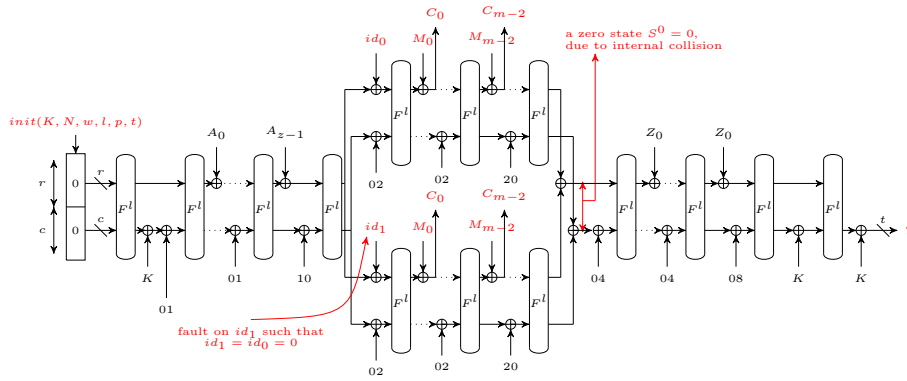 C_0
C_{m-2}
id_0
M_0
M_{m-2}
a zero state S^0 = 0,
due to internal collision
F^l
F^l
F^l
02
02
20
init(K, N, w, l, p, t)
A_0
A_{z-1}
Z_0
Z_0
r
0
r
c
0
c
F^l
F^l
F^l
F^l
F^l
F^l
F^l
F^l
t
K
01
01
10
04
04
08
K
K
C_0
C_{m-2}
id_1
M_0
M_{m-2}
F^l
F^l
F^l
fault on id_1 such that
id_1 = id_0 = 0
02
02
20